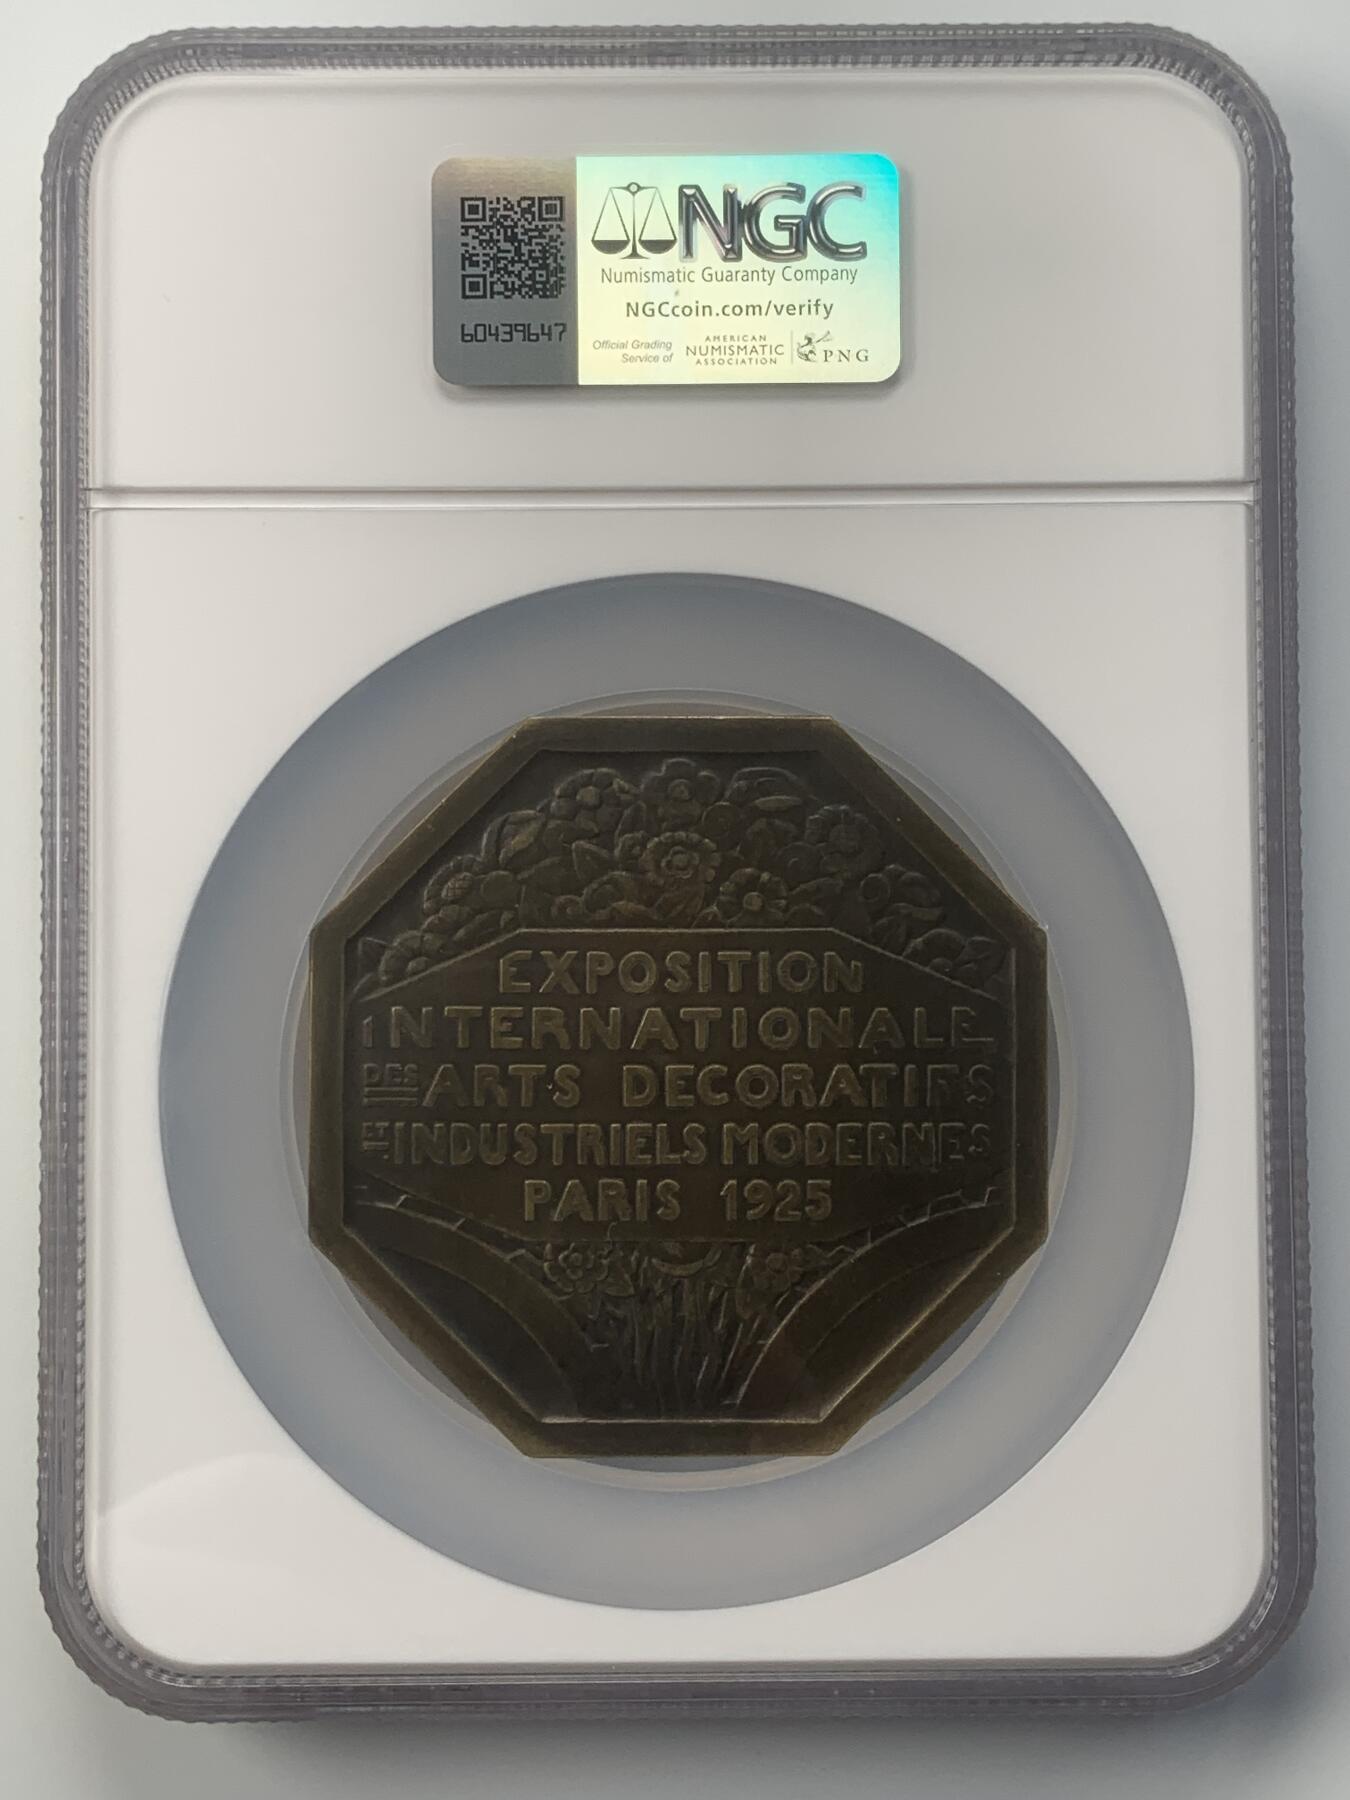 NGC
Numismatic Guaranty Company
NGCcoin.com/verify
60439647
Official Grading
Service of
AMERICAN
NUMISMATIC
ASSOCIATION
PNG
EXPOSITION
INTERNATIONALE
DES ARTS DECORATIFS
ET INDUSTRIELS MODERNES
PARIS 1925